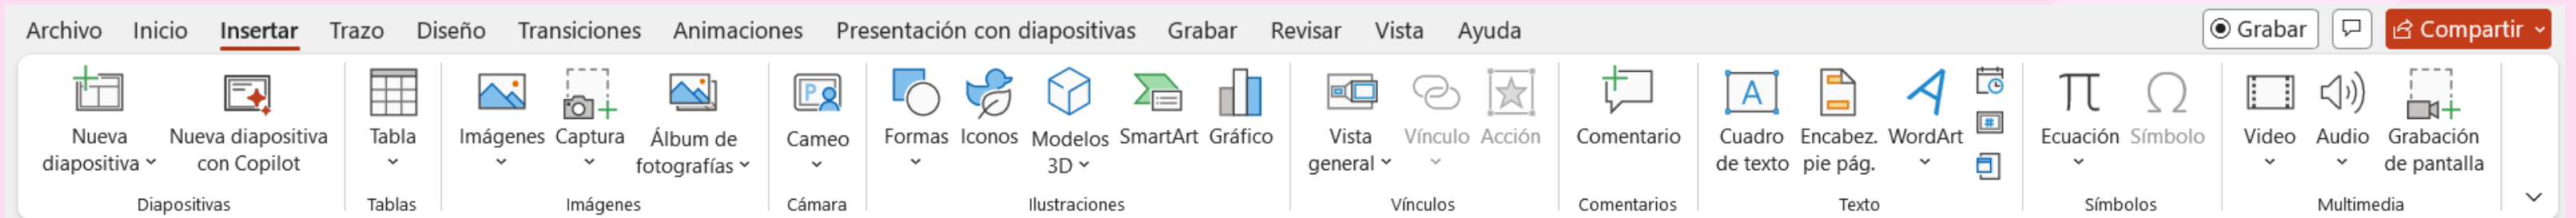 Archivo Inicio Insertar Trazo Diseño Transiciones Animaciones Presentación con diapositivas Grabar Revisar Vista Ayuda Grabar Compartir
Nueva diapositiva
Nueva diapositiva con Copilot
Diapositivas
Tabla
Tablas
Imágenes
Captura
Álbum de fotografías
Imágenes
P
Cameo
Cámara
Formas
Iconos
Modelos 3D
SmartArt
Gráfico
Ilustraciones
Vista general
Vínculo
Acción
Vínculos
Comentario
Comentarios
A
Cuadro de texto
Encabez. pie pág.
A
WordArt
#
Texto
π
Ecuación
Ω
Símbolo
Símbolos
Video
Audio
Grabación de pantalla
Multimedia